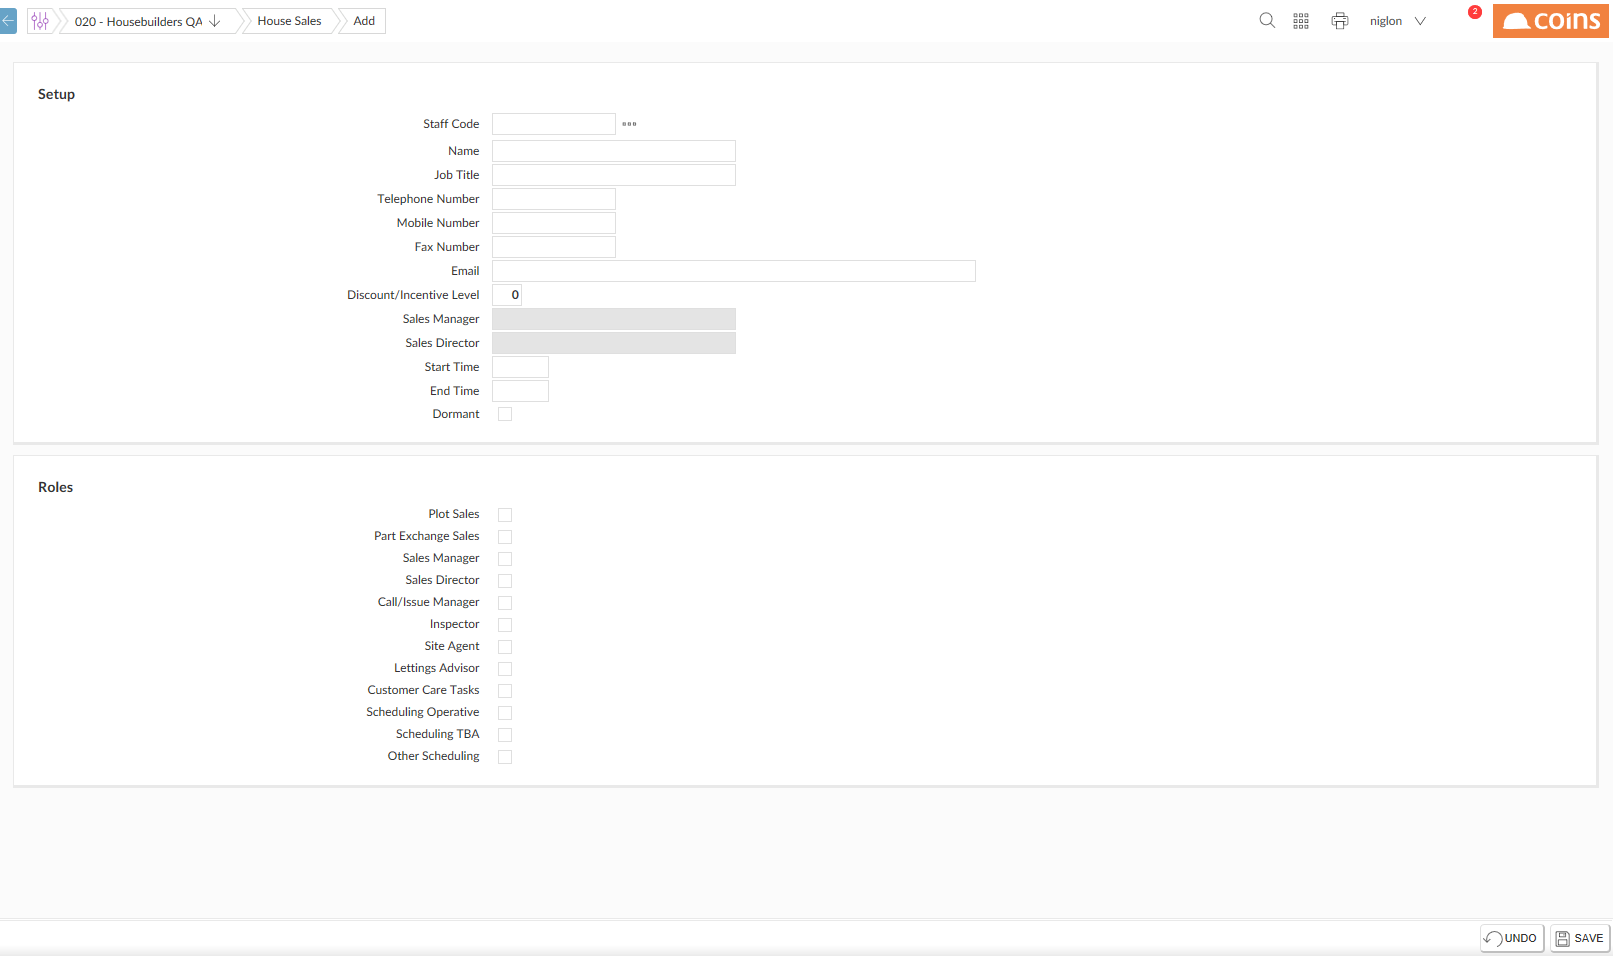 020 - Housebuilders QA House Sales Add niglon 2 coins
Setup
Staff Code
Name
Job Title
Telephone Number
Mobile Number
Fax Number
Email
Discount/Incentive Level 0
Sales Manager
Sales Director
Start Time
End Time
Dormant
Roles
Plot Sales
Part Exchange Sales
Sales Manager
Sales Director
Call/Issue Manager
Inspector
Site Agent
Lettings Advisor
Customer Care Tasks
Scheduling Operative
Scheduling TBA
Other Scheduling
UNDO SAVE